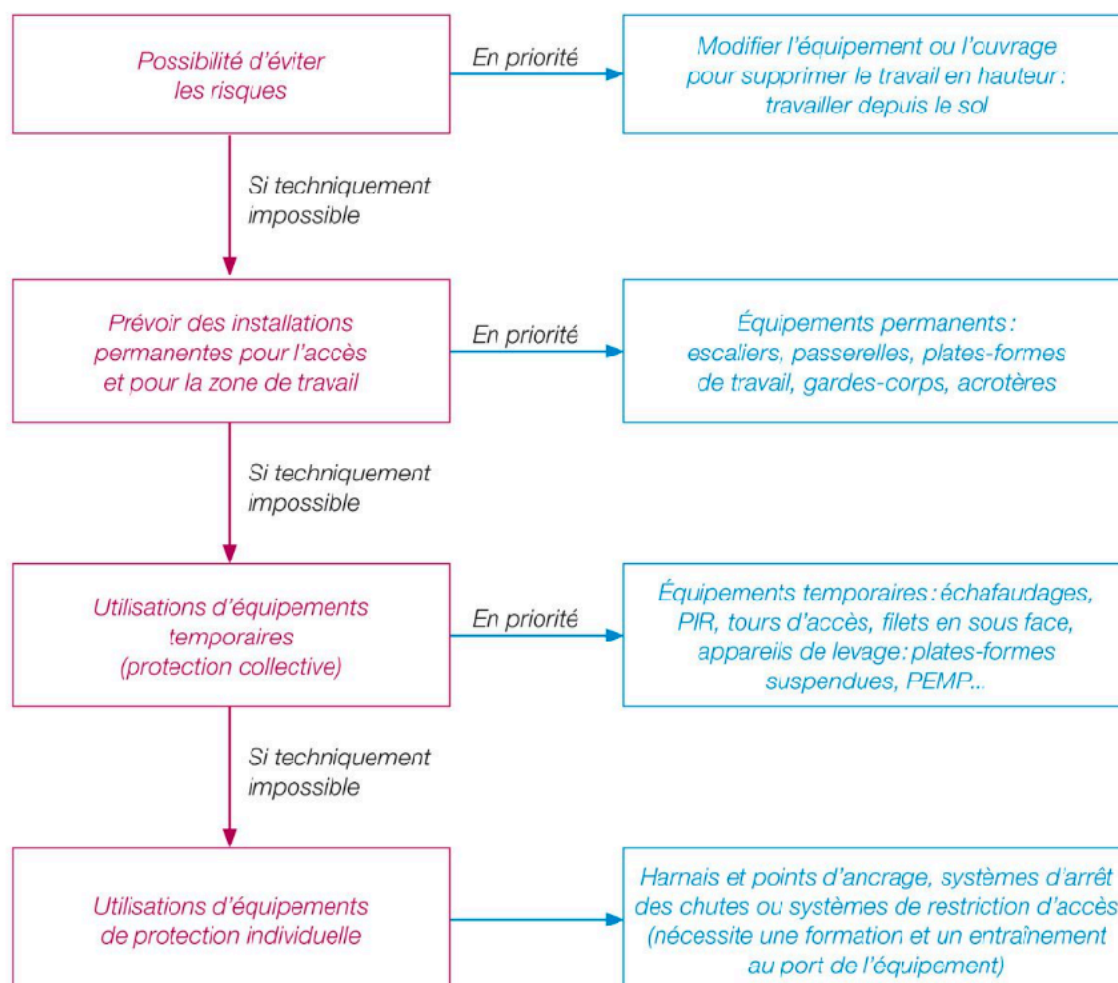 Possibilité d'éviter
les risques
En priorité
Modifier l'équipement ou l'ouvrage
pour supprimer le travail en hauteur :
travailler depuis le sol
Si techniquement
impossible
Prévoir des installations
permanentes pour l'accès
et pour la zone de travail
En priorité
Équipements permanents :
escaliers, passerelles, plates-formes
de travail, gardes-corps, acrotères
Si techniquement
impossible
Utilisations d'équipements
temporaires
(protection collective)
En priorité
Équipements temporaires : échafaudages,
PIR, tours d'accès, filets en sous face,
appareils de levage : plates-formes
suspendues, PEMP...
Si techniquement
impossible
Utilisations d'équipements
de protection individuelle
Harnais et points d'ancrage, systèmes d'arrêt
des chutes ou systèmes de restriction d'accès
(nécessite une formation et un entraînement
au port de l'équipement)